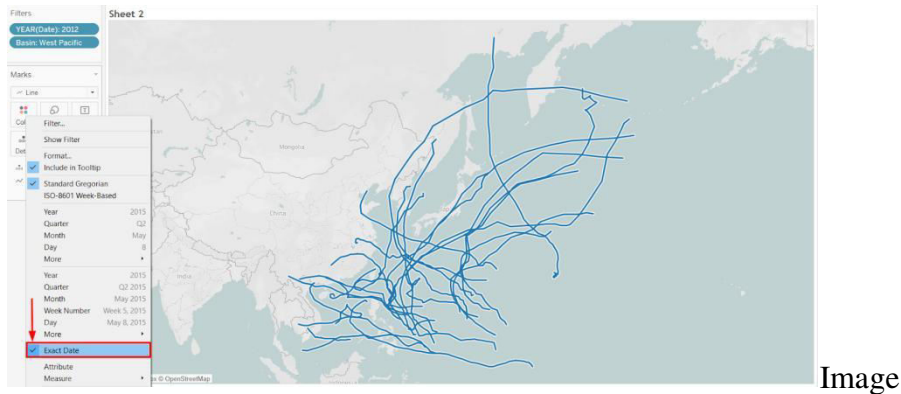 Filters
Sheet 2
YEAR(Date): 2012
Basin: West Pacific
Marks
Line
Filter...
Show Filter
Format...
Include in Tooltip
Standard Gregorian
ISO-8601 Week-Based
Year 2015
Quarter Q2
Month May
Day 8
More
Year 2015
Quarter Q2 2015
Month May 2015
Week Number Week 5, 2015
Day May 8, 2015
More
Exact Date
Attribute
Measure
© OpenStreetMap
Mongolia
China
India
Image